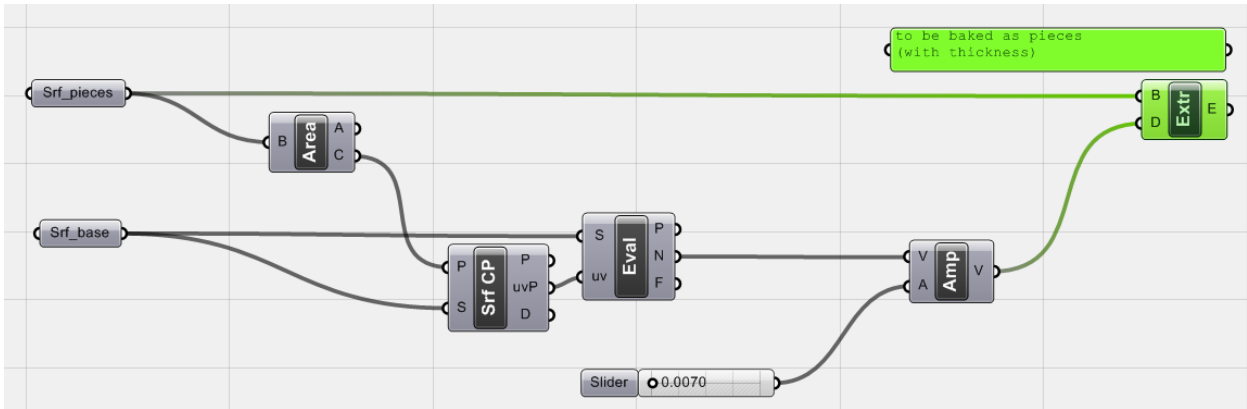 to be baked as pieces
(with thickness)
Srf_pieces
B
D
Extr
E
B
Area
A
C
Srf_base
P
S
Srf CP
P
uvP
D
S
uv
Eval
P
N
F
V
A
Amp
V
Slider
0.0070